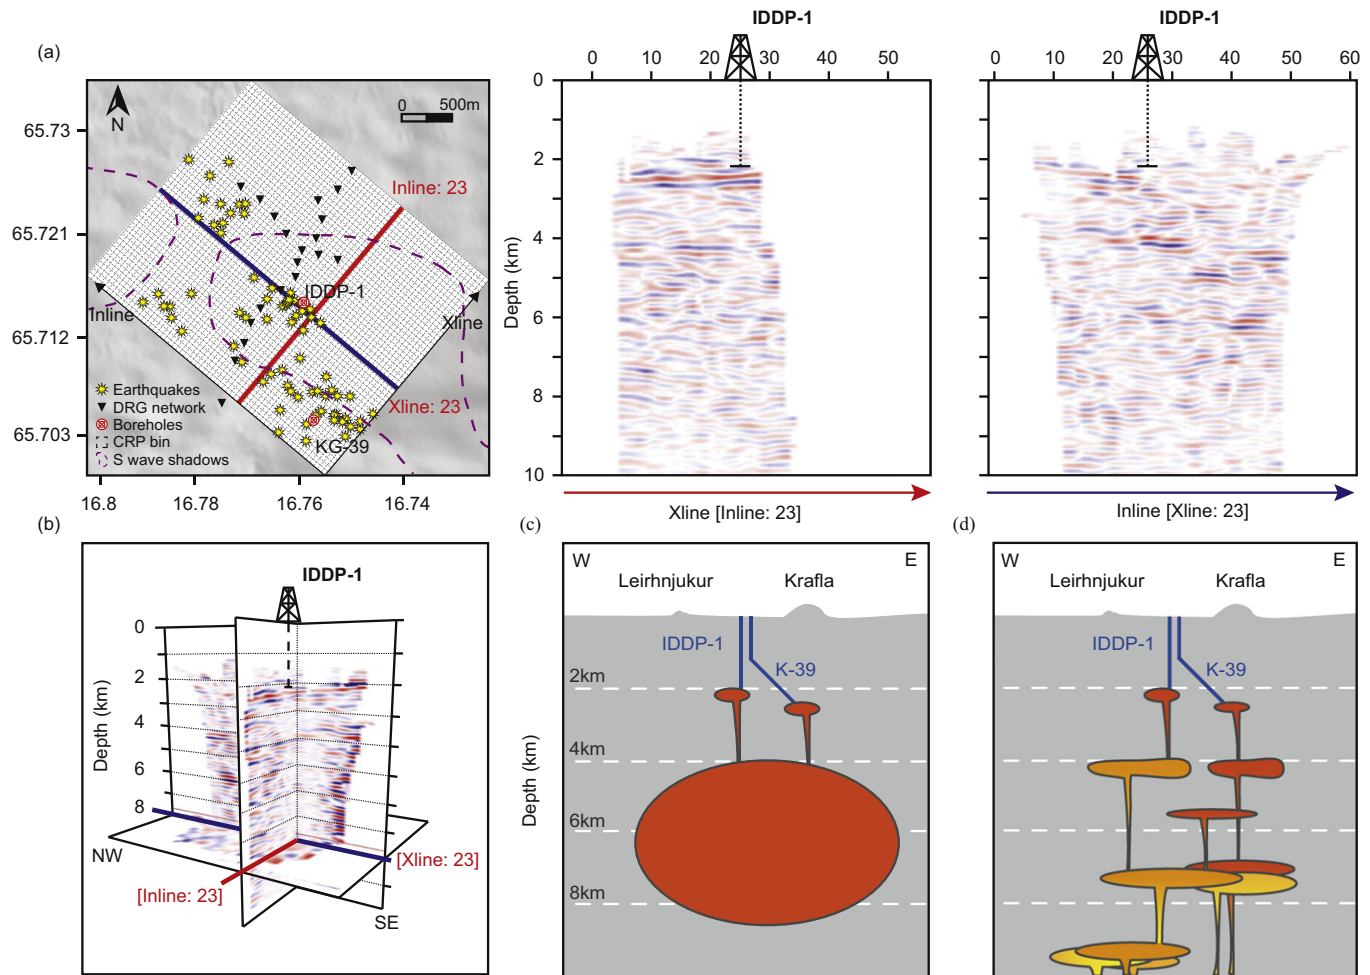 (a)
N
0 500m
65.73
65.721
65.712
65.703
16.8 16.78 16.76 16.74
Inline: 23
IDDP-1
Inline
Xline
Xline: 23
KG-39
Earthquakes
DRG network
Boreholes
CRP bin
S wave shadows
IDDP-1
0 10 20 30 40 50
0
2
4
6
8
10
Depth (km)
Xline [Inline: 23]
IDDP-1
0 10 20 30 40 50 60
Inline [Xline: 23]
(b)
IDDP-1
0
2
4
6
8
Depth (km)
NW
SE
[Xline: 23]
[Inline: 23]
(c)
W E
Leirhnjukur Krafla
IDDP-1
K-39
2km
4km
6km
8km
Depth (km)
(d)
W E
Leirhnjukur Krafla
IDDP-1
K-39